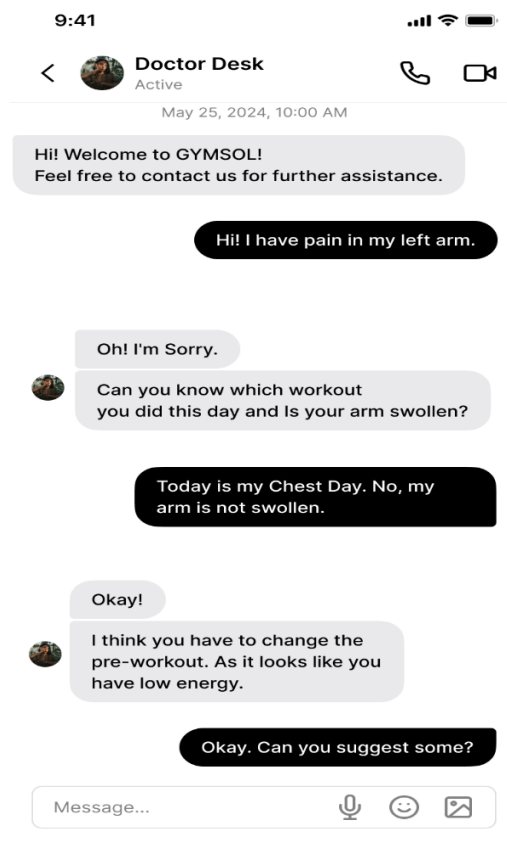 9:41
Doctor Desk
Active
May 25, 2024, 10:00 AM
Hi! Welcome to GYMSOL!
Feel free to contact us for further assistance.
Hi! I have pain in my left arm.
Oh! I'm Sorry.
Can you know which workout
you did this day and Is your arm swollen?
Today is my Chest Day. No, my
arm is not swollen.
Okay!
I think you have to change the
pre-workout. As it looks like you
have low energy.
Okay. Can you suggest some?
Message...